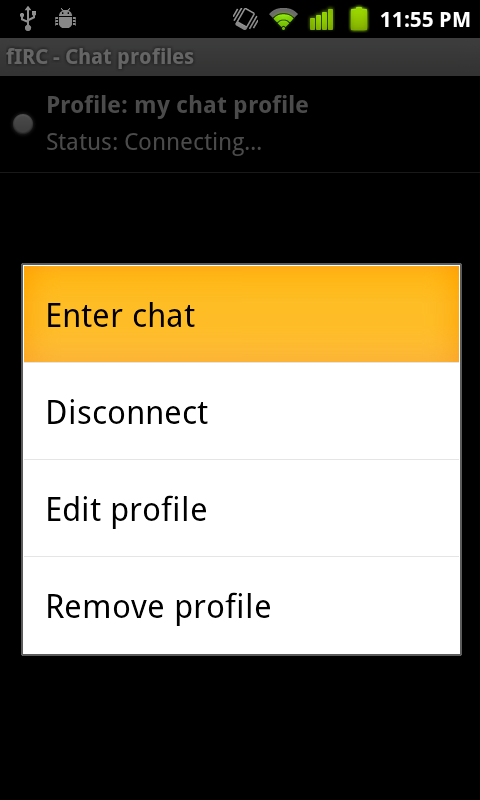 11:55 PM
fIRC - Chat profiles
Profile: my chat profile
Status: Connecting...
Enter chat
Disconnect
Edit profile
Remove profile